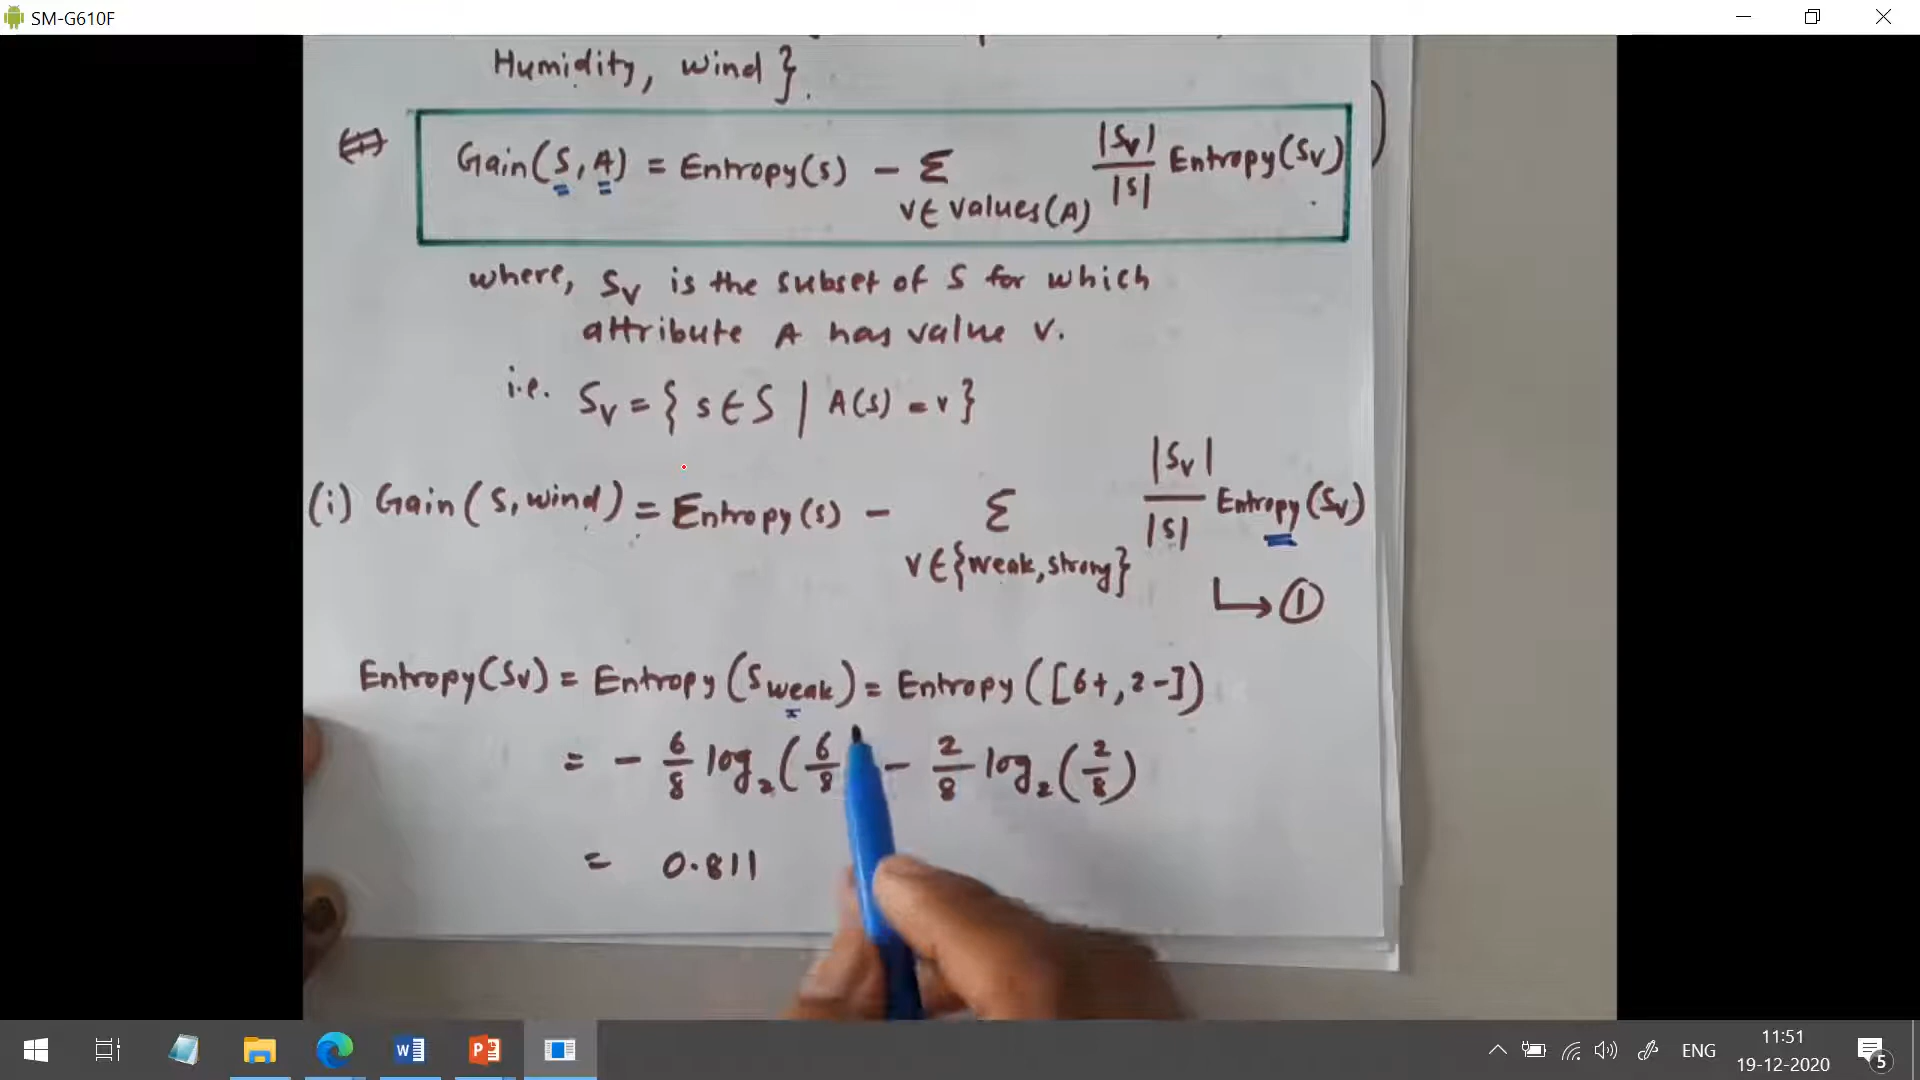 SM-G610F
Humidity, wind }.
Gain(S, A) = Entropy(S) - Σ v∈ values(A) |Sv|/|S| Entropy(Sv)
where, Sv is the subset of S for which
attribute A has value v.
i.e. Sv = { s ∈ S | A(s) = v }
(i) Gain(S, wind) = Entropy(S) - Σ v∈{weak, strong} |Sv|/|S| Entropy(Sv)
↳ ①
Entropy(Sv) = Entropy(Sweak) = Entropy([6+, 2-])
= - 6/8 log₂(6/8 - 2/8 log₂(2/8)
= 0.811
ENG
11:51
19-12-2020
5